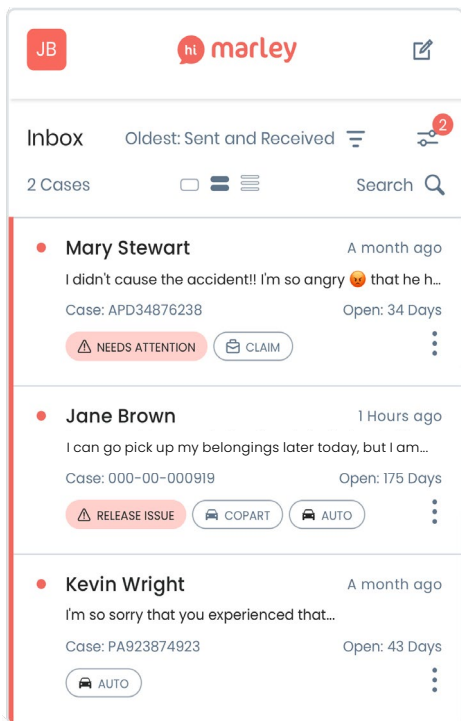 JB
hi marley
Inbox
Oldest: Sent and Received
2
2 Cases
Search
Mary Stewart
A month ago
I didn't cause the accident!! I'm so angry 😡 that he h...
Case: APD34876238
Open: 34 Days
NEEDS ATTENTION
CLAIM
Jane Brown
1 Hours ago
I can go pick up my belongings later today, but I am...
Case: 000-00-000919
Open: 175 Days
RELEASE ISSUE
COPART
AUTO
Kevin Wright
A month ago
I'm so sorry that you experienced that...
Case: PA923874923
Open: 43 Days
AUTO